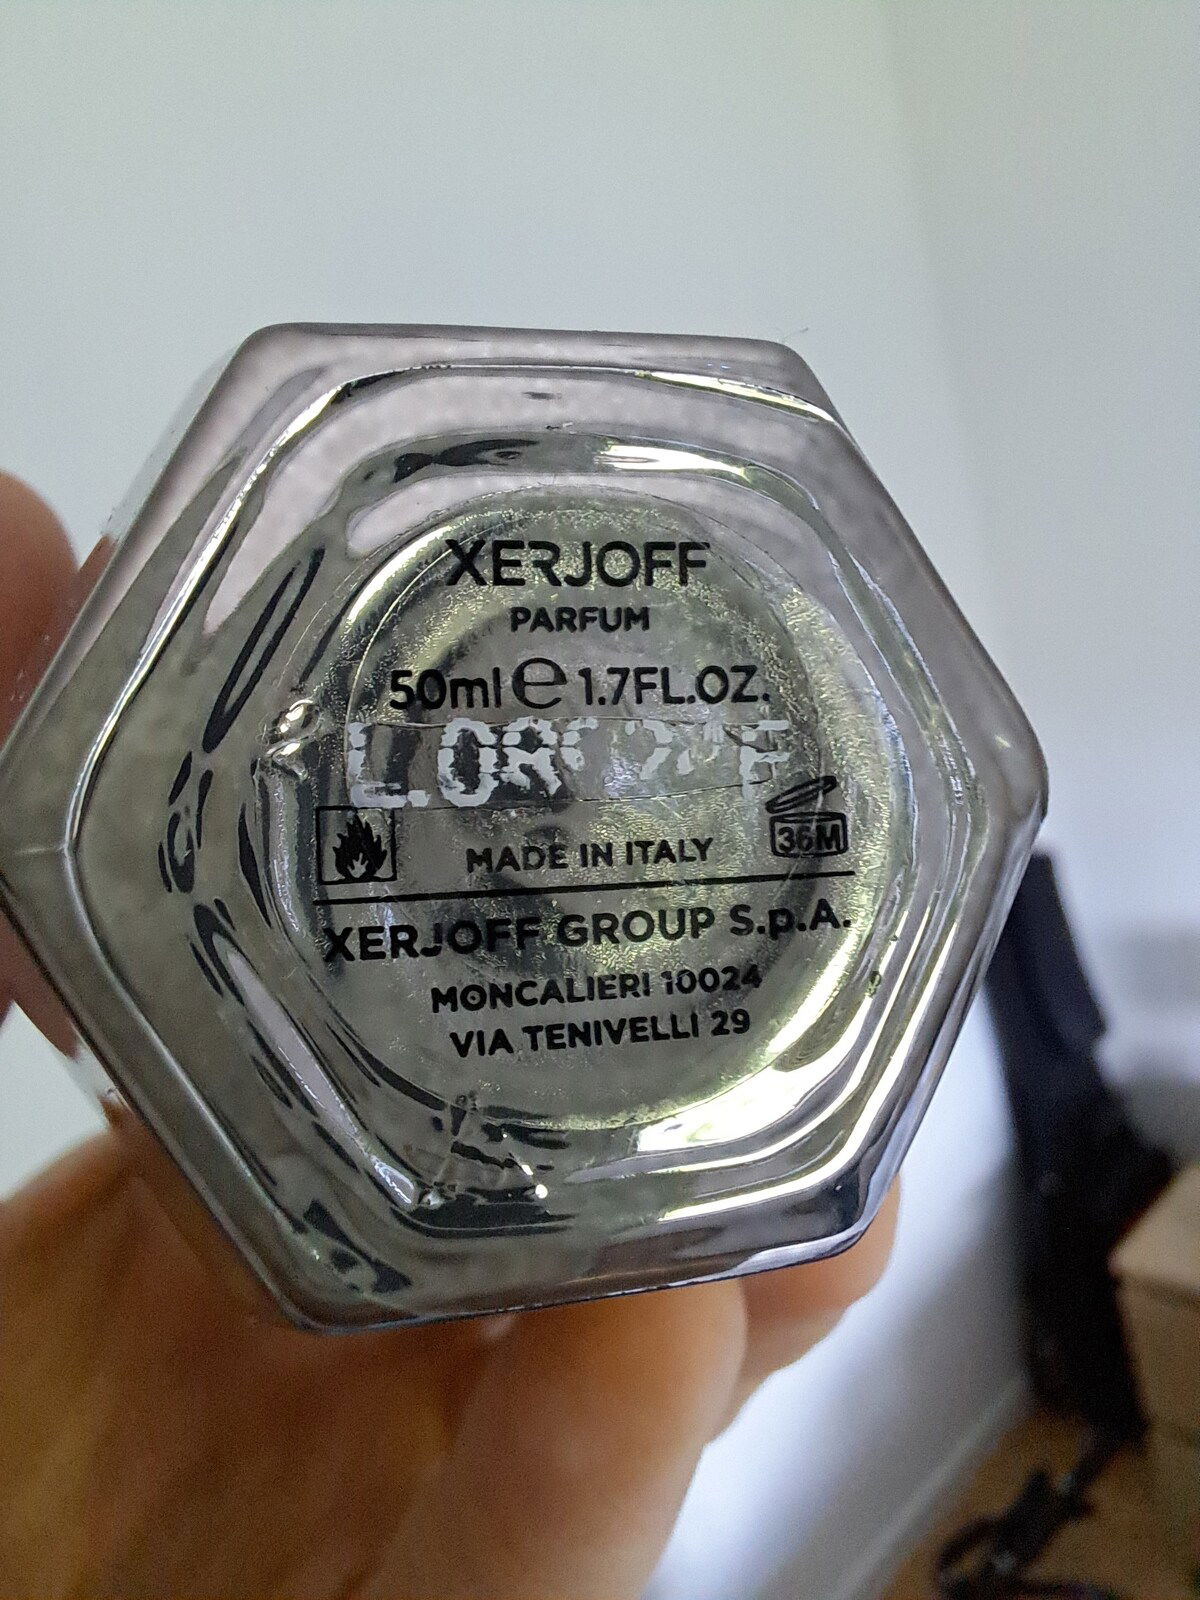 XERJOFF
PARFUM
50ml ℮ 1.7FL.OZ.
36M
MADE IN ITALY
XERJOFF GROUP S.p.A.
MONCALIERI 10024
VIA TENIVELLI 29